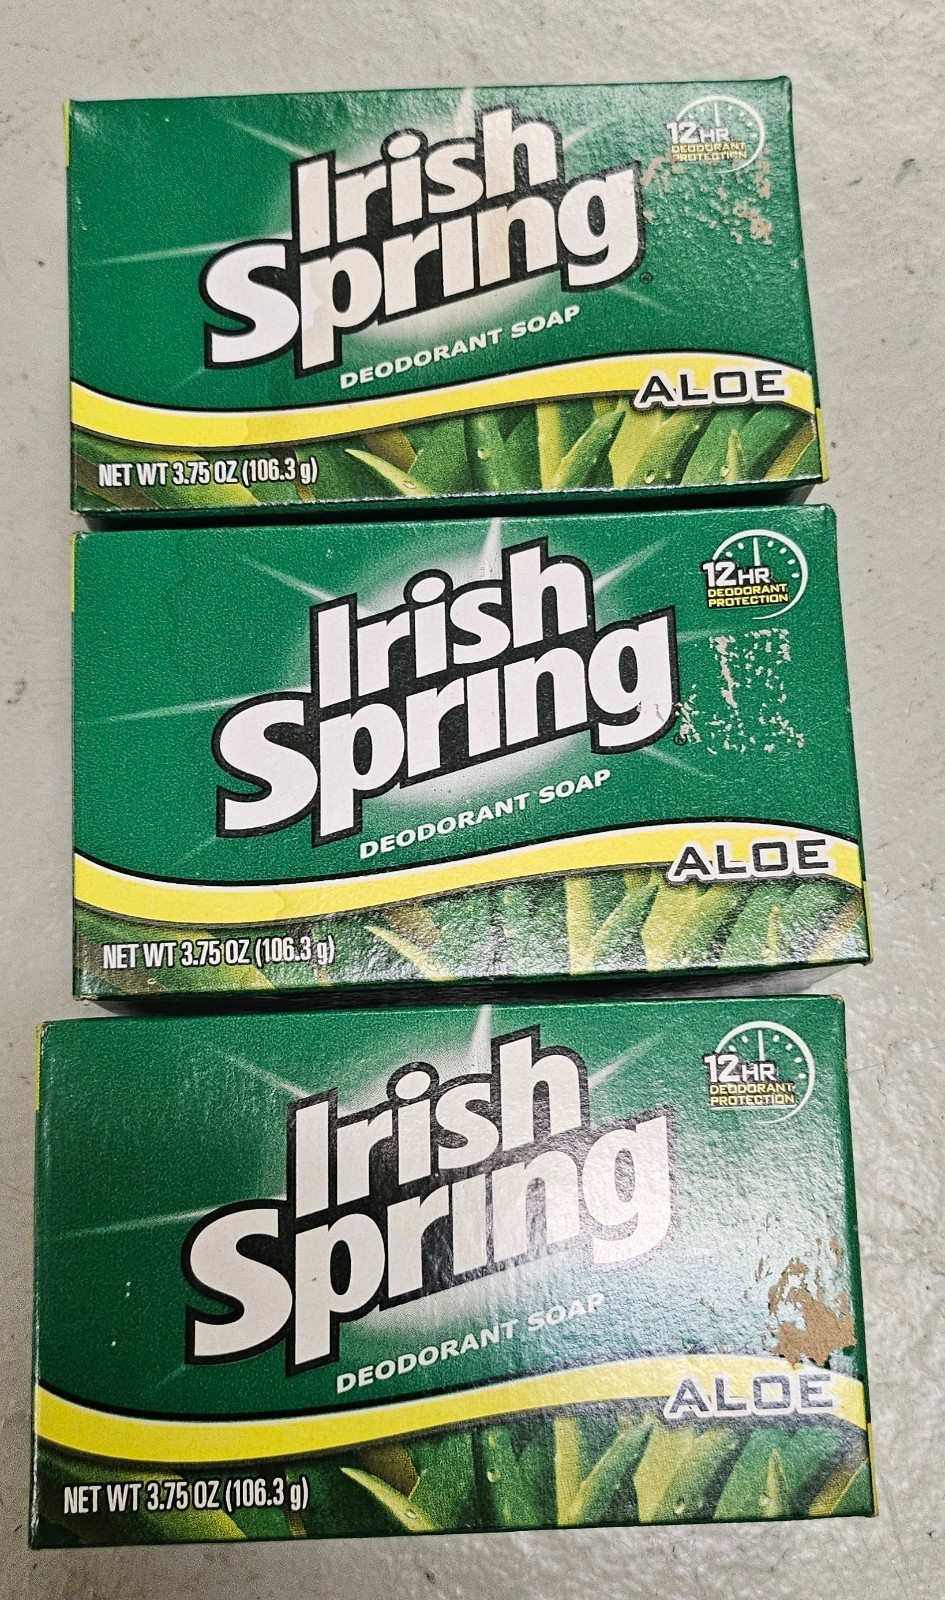 Irish
Spring®
DEODORANT SOAP
12HR
DEODORANT
PROTECTION
ALOE
NET WT 3.75 OZ (106.3 g)
Irish
Spring®
DEODORANT SOAP
12HR
DEODORANT
PROTECTION
ALOE
NET WT 3.75 OZ (106.3 g)
Irish
Spring
DEODORANT SOAP
12HR
DEODORANT
PROTECTION
ALOE
NET WT 3.75 OZ (106.3 g)